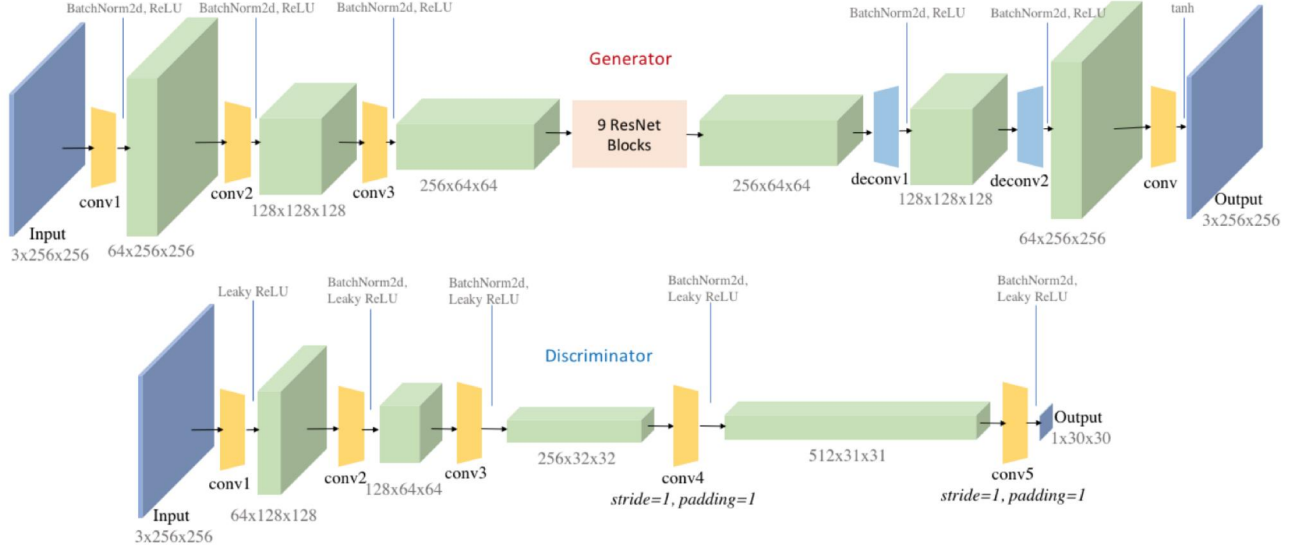 BatchNorm2d, ReLU
BatchNorm2d, ReLU
BatchNorm2d, ReLU
BatchNorm2d, ReLU
BatchNorm2d, ReLU
tanh
Generator
9 ResNet
Blocks
conv1
conv2
conv3
deconv1
deconv2
conv
Input
3x256x256
64x256x256
128x128x128
256x64x64
256x64x64
128x128x128
64x256x256
Output
3x256x256
Leaky ReLU
BatchNorm2d,
Leaky ReLU
BatchNorm2d,
Leaky ReLU
BatchNorm2d,
Leaky ReLU
BatchNorm2d,
Leaky ReLU
Discriminator
Input
3x256x256
conv1
64x128x128
conv2
128x64x64
conv3
256x32x32
conv4
stride=1, padding=1
512x31x31
conv5
stride=1, padding=1
Output
1x30x30